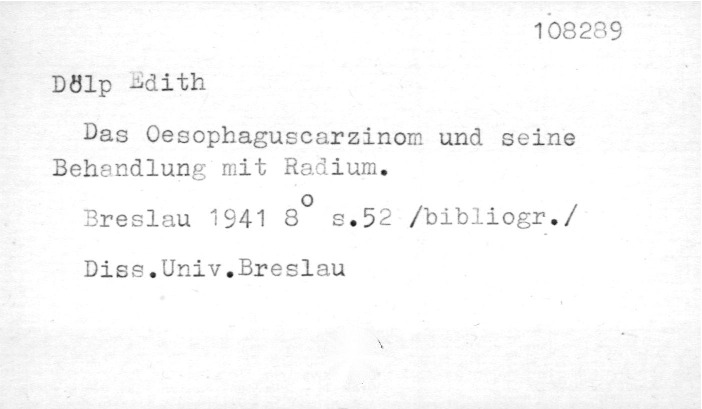 108289
Dölp Edith
Das Oesophaguscarzinom und seine
Behandlung mit Radium.
Breslau 1941 8° s.52 /bibliogr./
Diss.Univ.Breslau